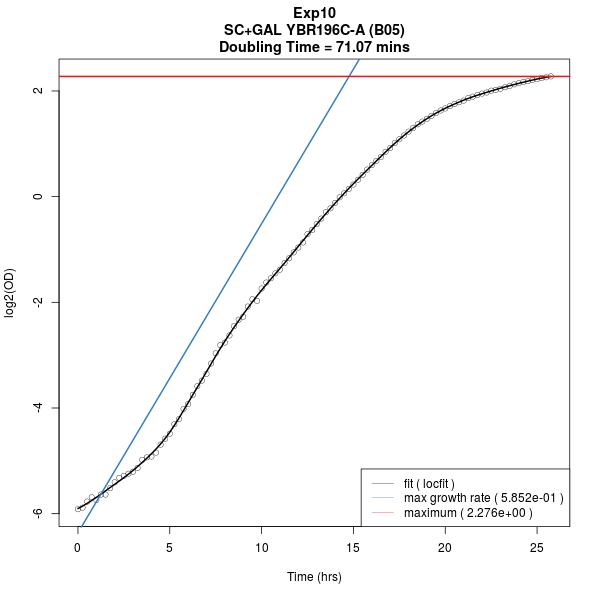 Exp10
SC+GAL YBR196C-A (B05)
Doubling Time = 71.07 mins
log2(OD)
2
0
-2
-4
-6
0 5 10 15 20 25
Time (hrs)
fit ( locfit )
max growth rate ( 5.852e-01 )
maximum ( 2.276e+00 )